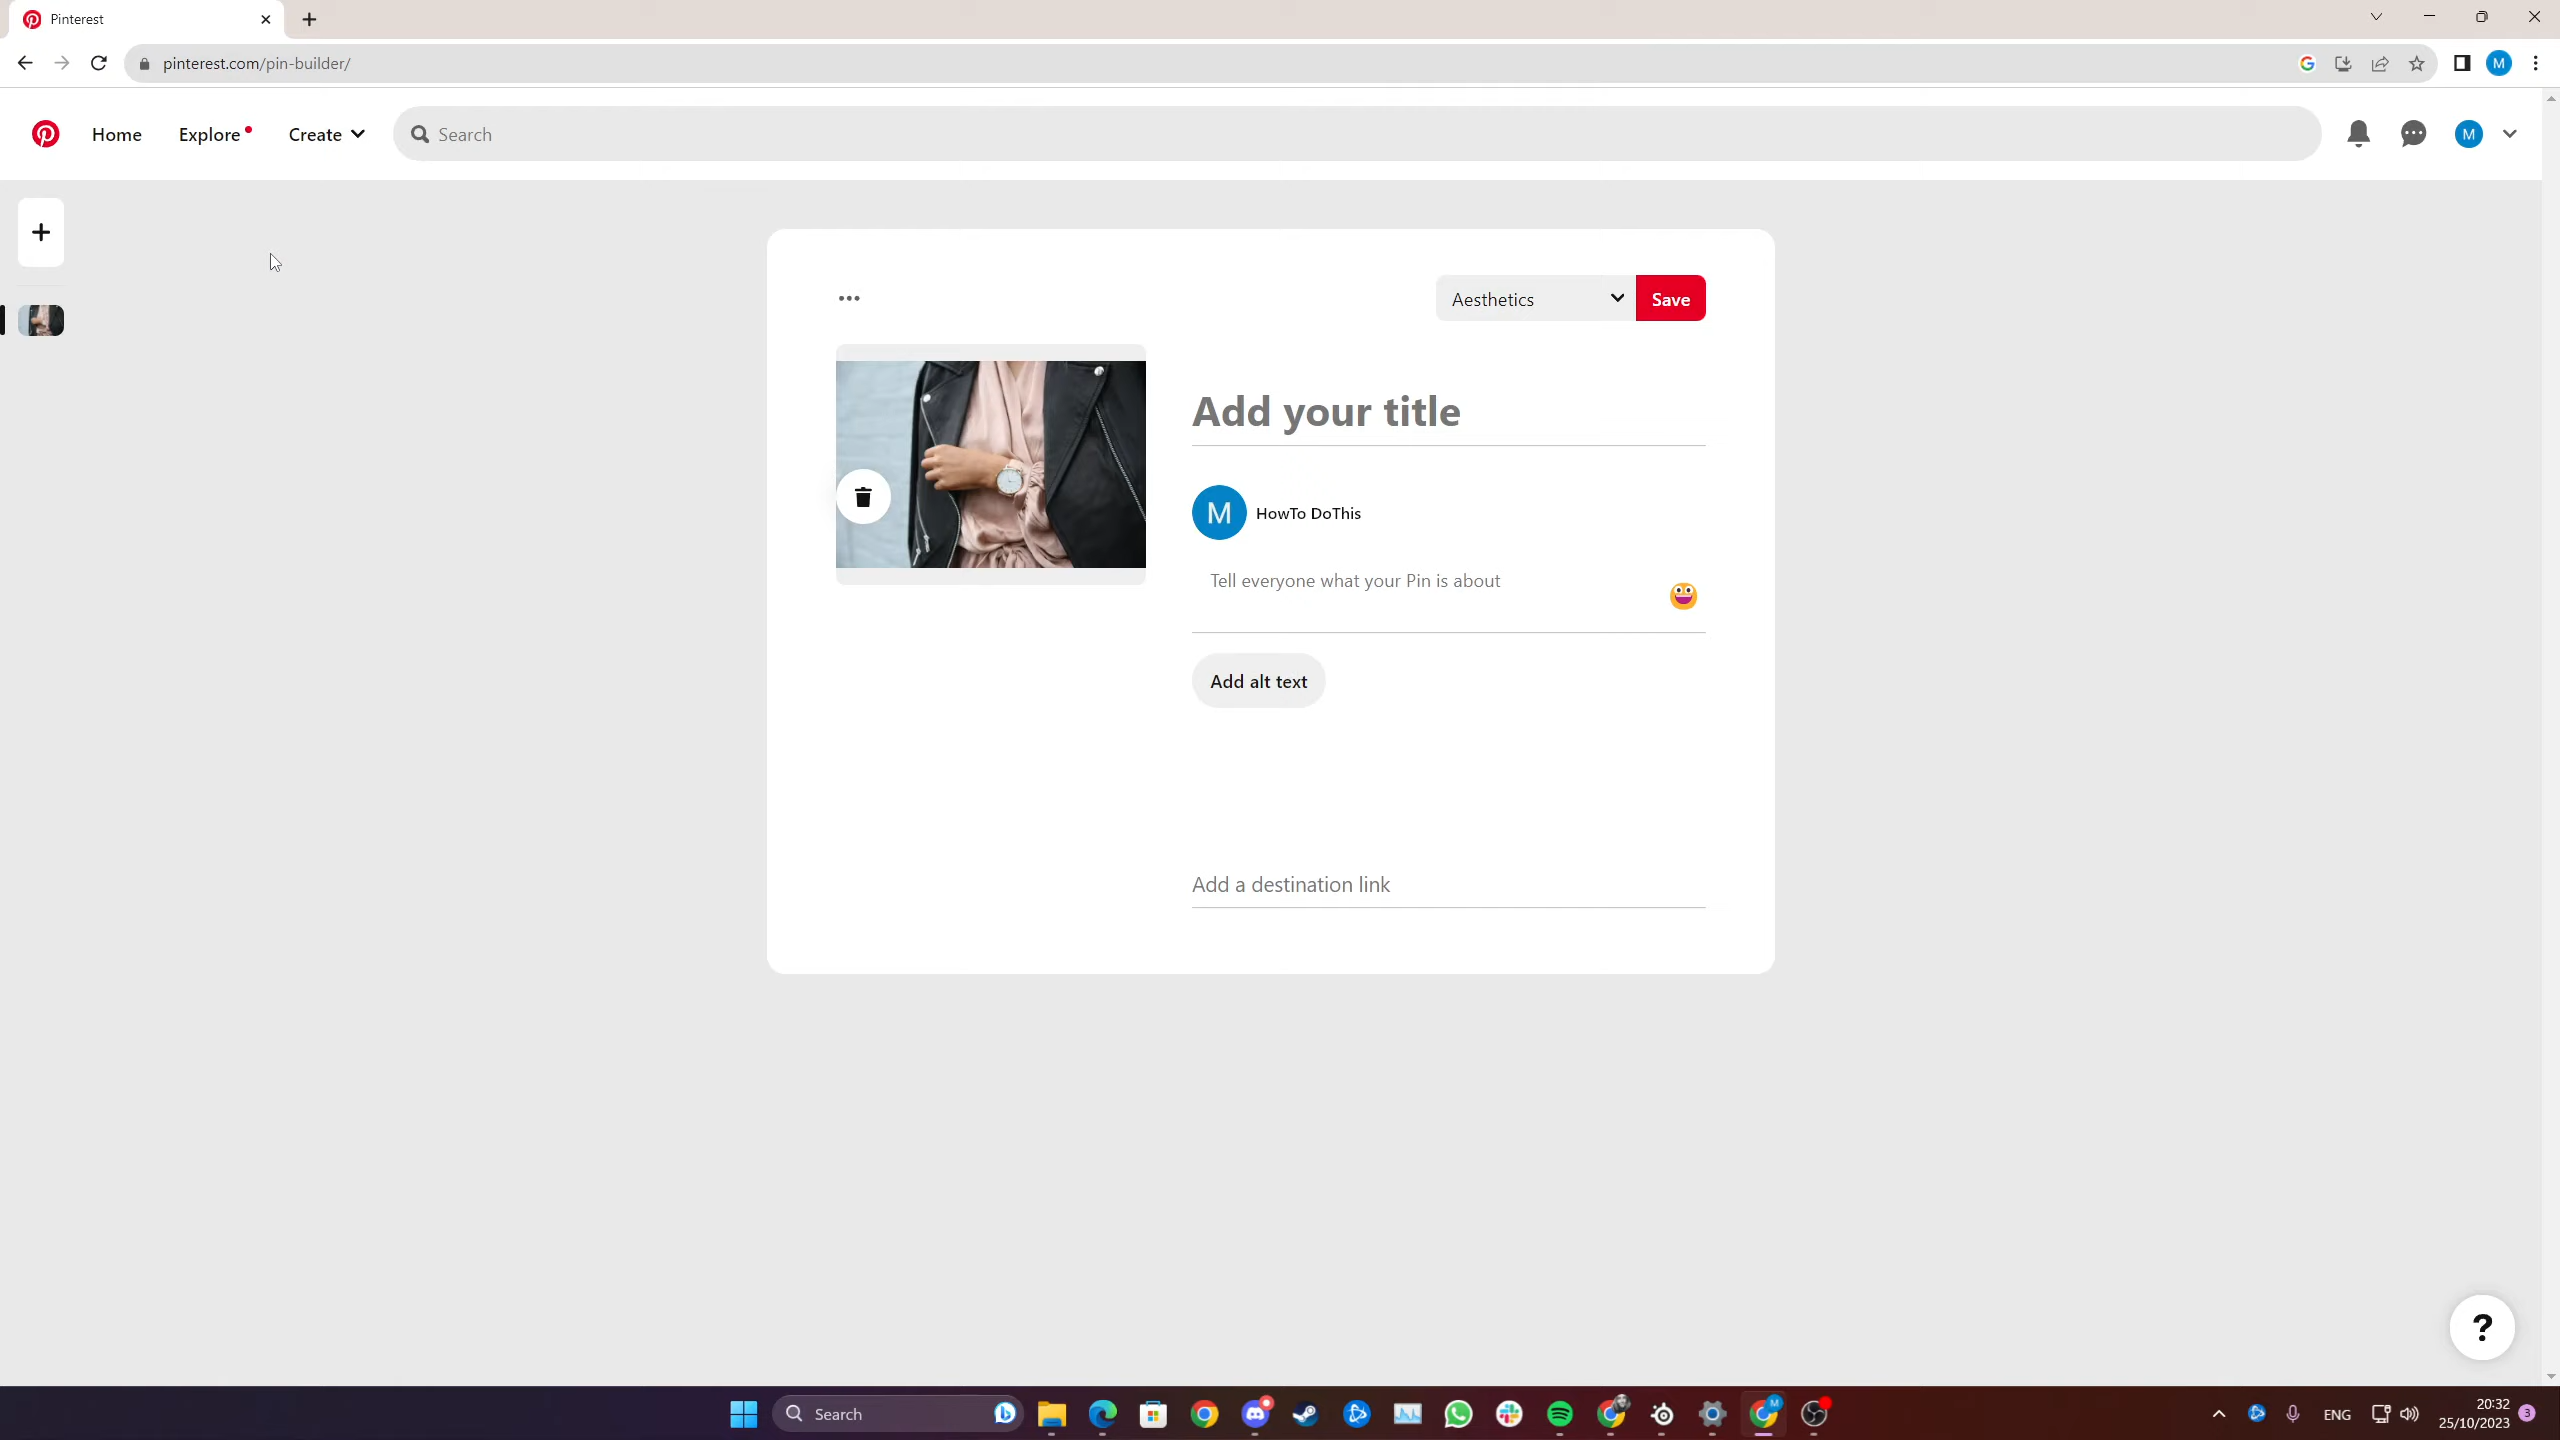 Pinterest
pinterest.com/pin-builder/
M
Home
Explore
Create
Search
M
Aesthetics
Save
Add your title
M
HowTo DoThis
Tell everyone what your Pin is about
Add alt text
Add a destination link
?
Search
M
ENG
20:32
25/10/2023
3